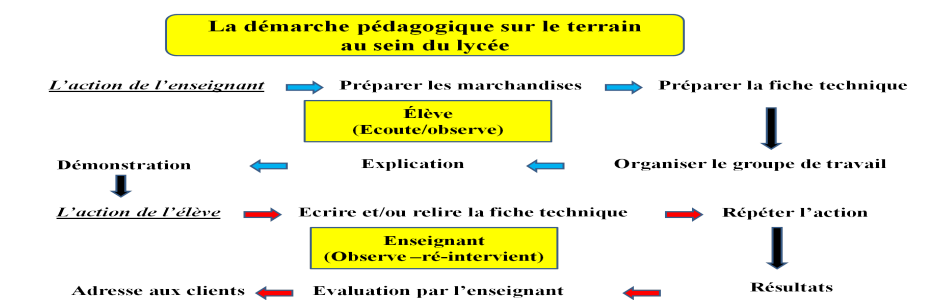 La démarche pédagogique sur le terrain
au sein du lycée
L'action de l'enseignant
Préparer les marchandises
Préparer la fiche technique
Élève
(Ecoute/observe)
Démonstration
Explication
Organiser le groupe de travail
L'action de l'élève
Ecrire et/ou relire la fiche technique
Répéter l'action
Enseignant
(Observe –ré-intervient)
Adresse aux clients
Evaluation par l'enseignant
Résultats